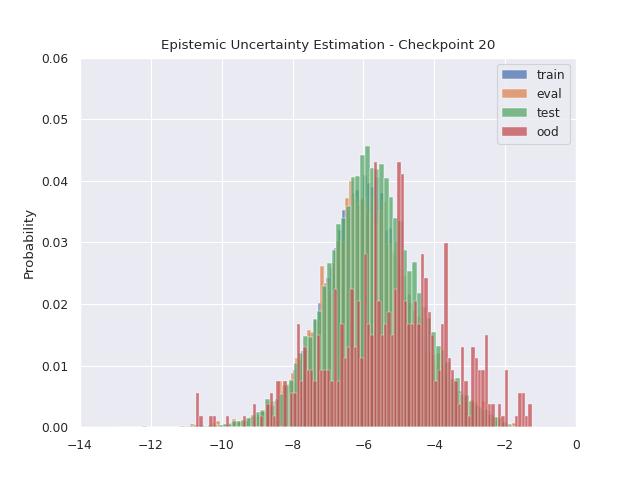 Epistemic Uncertainty Estimation - Checkpoint 20
0.06
0.05
0.04
0.03
0.02
0.01
0.00
Probability
train
eval
test
ood
−14 −12 −10 −8 −6 −4 −2 0